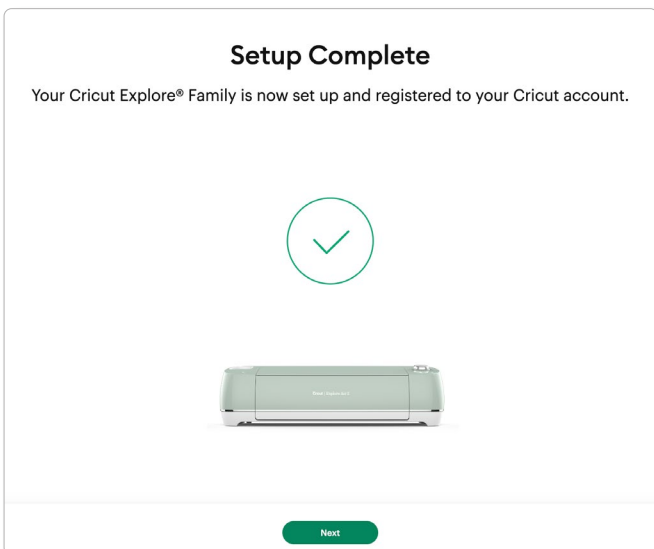 Setup Complete
Your Cricut Explore® Family is now set up and registered to your Cricut account.
Next